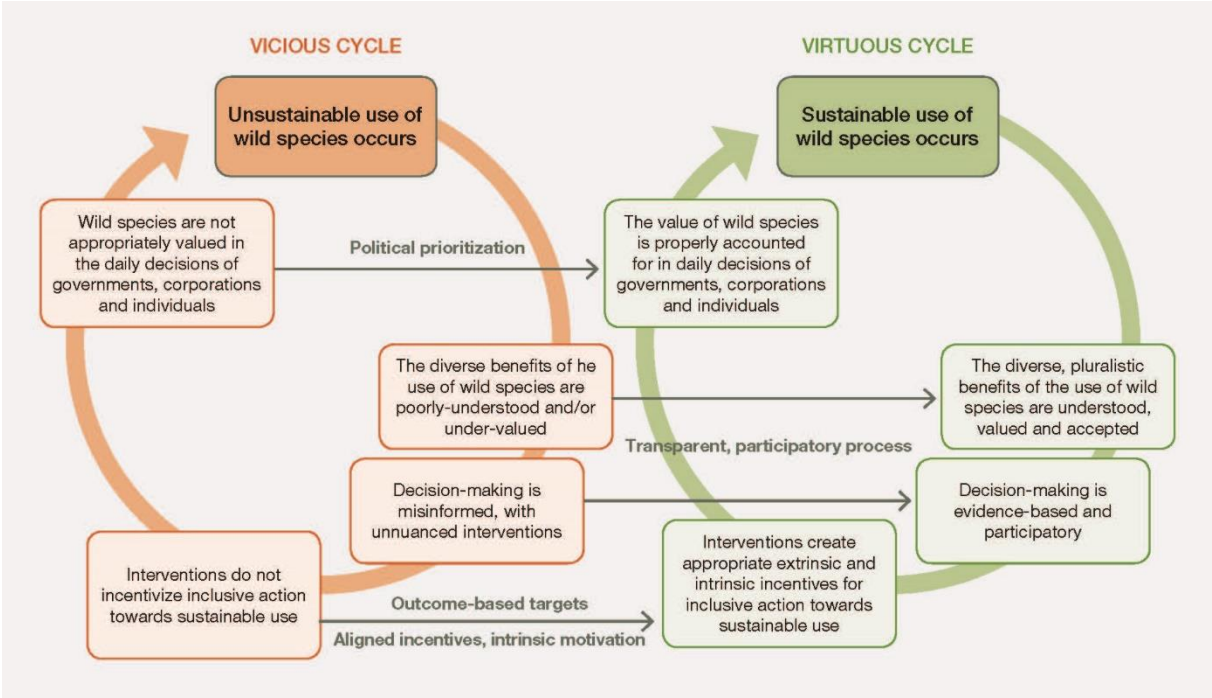 VICIOUS CYCLE
Unsustainable use of
wild species occurs
Wild species are not
appropriately valued in
the daily decisions of
governments, corporations
and individuals
The diverse benefits of he
use of wild species are
poorly-understood and/or
under-valued
Decision-making is
misinformed, with
unnuanced interventions
Interventions do not
incentivize inclusive action
towards sustainable use
Political prioritization
Transparent, participatory process
Outcome-based targets
Aligned incentives, intrinsic motivation
VIRTUOUS CYCLE
Sustainable use of
wild species occurs
The value of wild species
is properly accounted
for in daily decisions of
governments, corporations
and individuals
The diverse, pluralistic
benefits of the use of wild
species are understood,
valued and accepted
Decision-making is
evidence-based and
participatory
Interventions create
appropriate extrinsic and
intrinsic incentives for
inclusive action towards
sustainable use